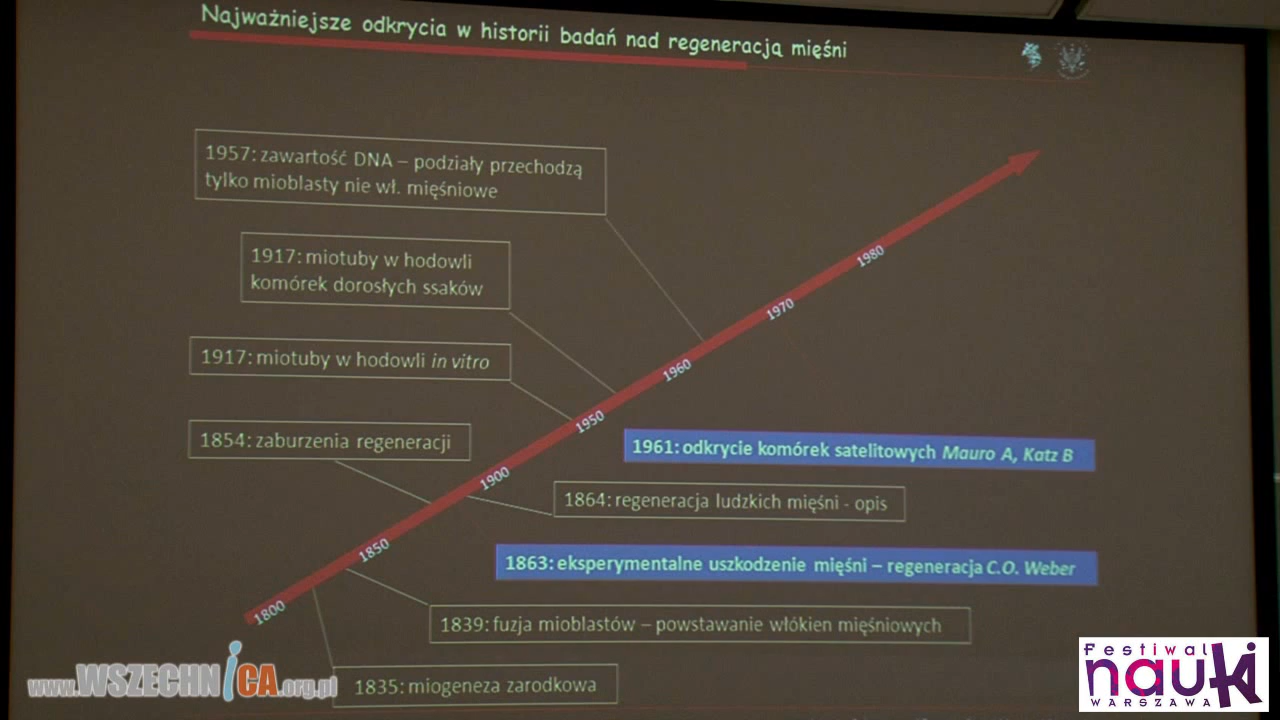 Najważniejsze odkrycia w historii badań nad regeneracją mięśni
1957: zawartość DNA – podziały przechodzą
tylko mioblasty nie wł. mięśniowe
1917: miotuby w hodowli
komórek dorosłych ssaków
1917: miotuby w hodowli in vitro
1854: zaburzenia regeneracji
1980
1970
1960
1950
1900
1850
1800
1961: odkrycie komórek satelitowych Mauro A, Katz B
1864: regeneracja ludzkich mięśni - opis
1863: eksperymentalne uszkodzenie mięśni – regeneracja C.O. Weber
1839: fuzja mioblastów – powstawanie włókien mięśniowych
1835: miogeneza zarodkowa
www.WSZECHNICA.org.pl
Festiwal
nauki
WARSZAWA